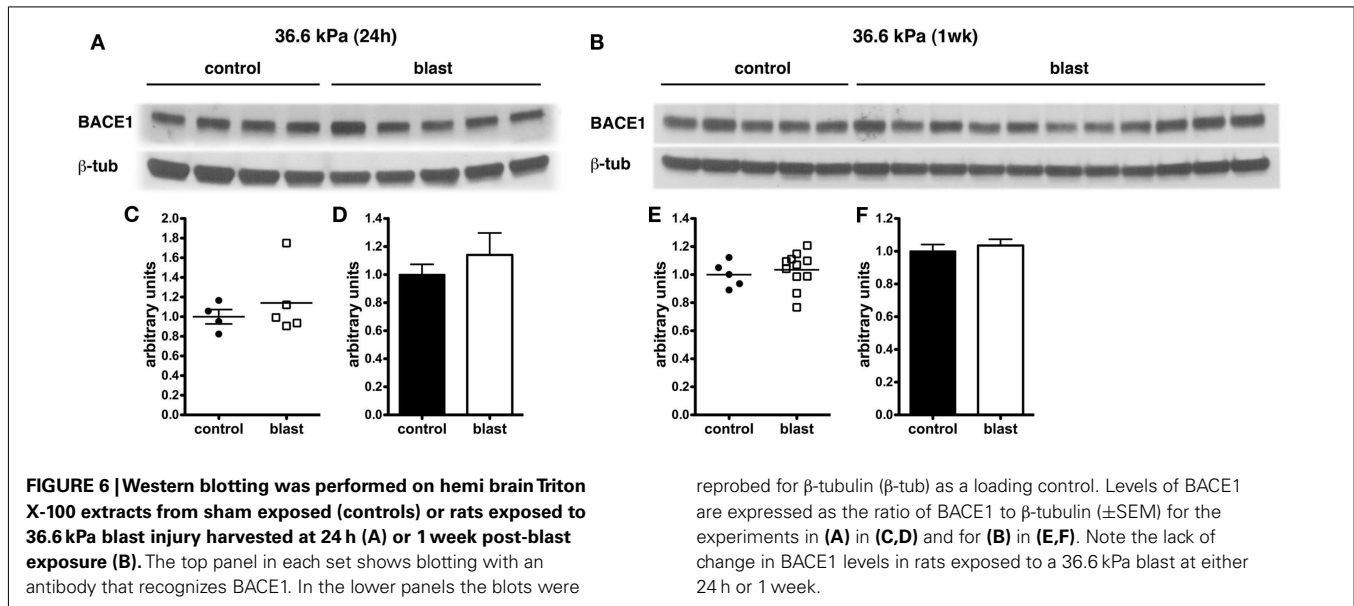 A
36.6 kPa (24h)
control blast
BACE1
β-tub
B
36.6 kPa (1wk)
control blast
BACE1
β-tub
C
arbitrary units
2.0
1.8
1.6
1.4
1.2
1.0
0.8
0.6
0.4
0.2
0.0
control blast
D
arbitrary units
1.4
1.2
1.0
0.8
0.6
0.4
0.2
0.0
control blast
E
arbitrary units
1.4
1.2
1.0
0.8
0.6
0.4
0.2
0.0
control blast
F
arbitrary units
1.2
1.0
0.8
0.6
0.4
0.2
0.0
control blast
FIGURE 6 | Western blotting was performed on hemi brain Triton
X-100 extracts from sham exposed (controls) or rats exposed to
36.6 kPa blast injury harvested at 24 h (A) or 1 week post-blast
exposure (B). The top panel in each set shows blotting with an
antibody that recognizes BACE1. In the lower panels the blots were
reprobed for β-tubulin (β-tub) as a loading control. Levels of BACE1
are expressed as the ratio of BACE1 to β-tubulin (±SEM) for the
experiments in (A) in (C,D) and for (B) in (E,F). Note the lack of
change in BACE1 levels in rats exposed to a 36.6 kPa blast at either
24 h or 1 week.